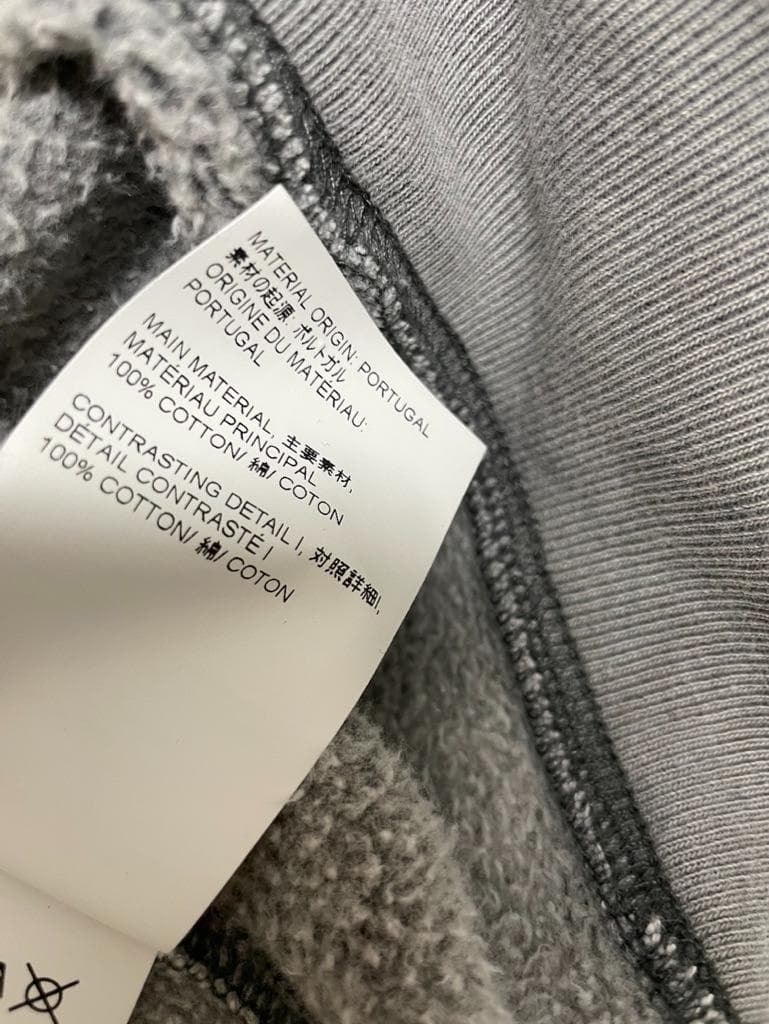 MATERIAL ORIGIN: PORTUGAL
素材の起源: ポルトガル
ORIGINE DU MATÉRIAU:
PORTUGAL
MAIN MATERIAL, 主要素材,
MATÉRIAU PRINCIPAL
100% COTTON/ 綿/ COTON
CONTRASTING DETAIL I, 対照詳細I,
DÉTAIL CONTRASTÉ I
100% COTTON/ 綿/ COTON